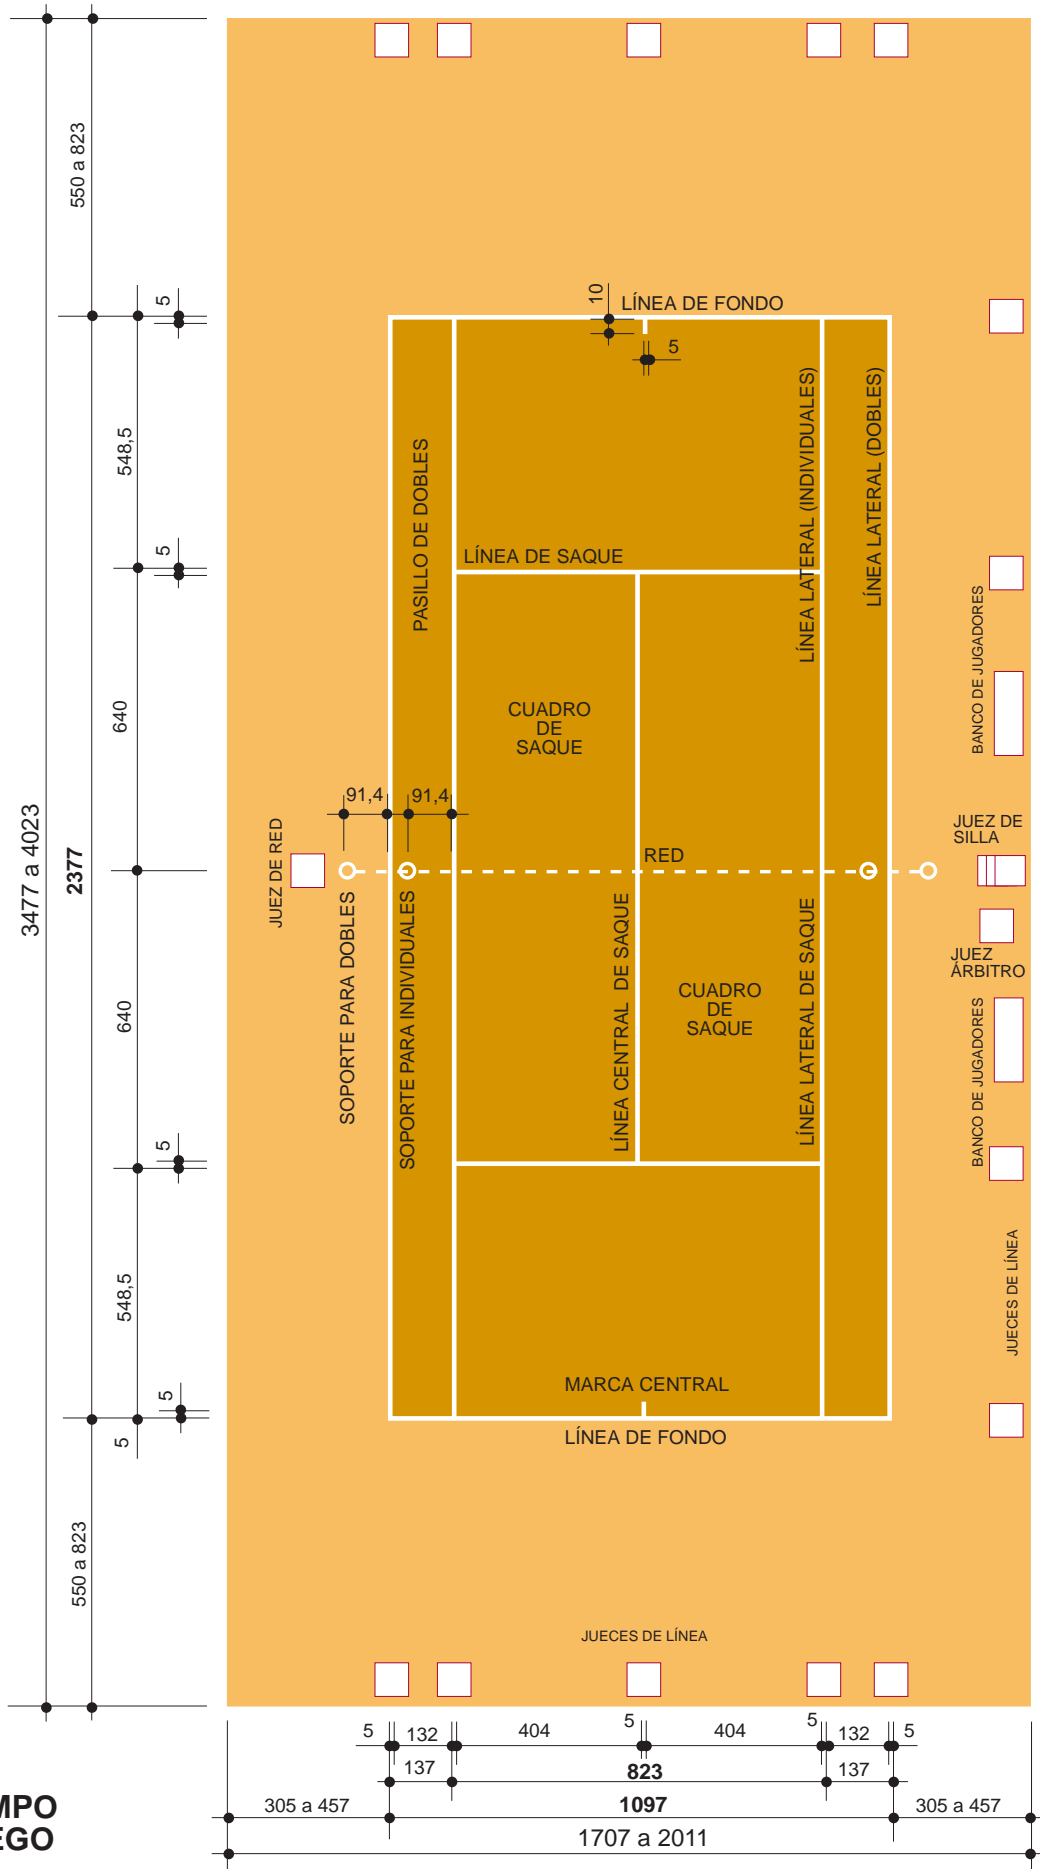 550 a 823
5
10
LÍNEA DE FONDO
5
548,5
PASILLO DE DOBLES
LÍNEA LATERAL (INDIVIDUALES)
LÍNEA LATERAL (DOBLES)
5
LÍNEA DE SAQUE
BANCO DE JUGADORES
640
CUADRO
DE
SAQUE
91,4
91,4
3477 a 4023
2377
JUEZ DE RED
RED
JUEZ DE
SILLA
SOPORTE PARA DOBLES
SOPORTE PARA INDIVIDUALES
LÍNEA CENTRAL DE SAQUE
LÍNEA LATERAL DE SAQUE
JUEZ
ÁRBITRO
640
CUADRO
DE
SAQUE
BANCO DE JUGADORES
5
548,5
JUECES DE LÍNEA
5
MARCA CENTRAL
LÍNEA DE FONDO
5
550 a 823
JUECES DE LÍNEA
5
132
404
5
404
5
132
5
137
823
137
305 a 457
1097
305 a 457
1707 a 2011
MPO
EGO